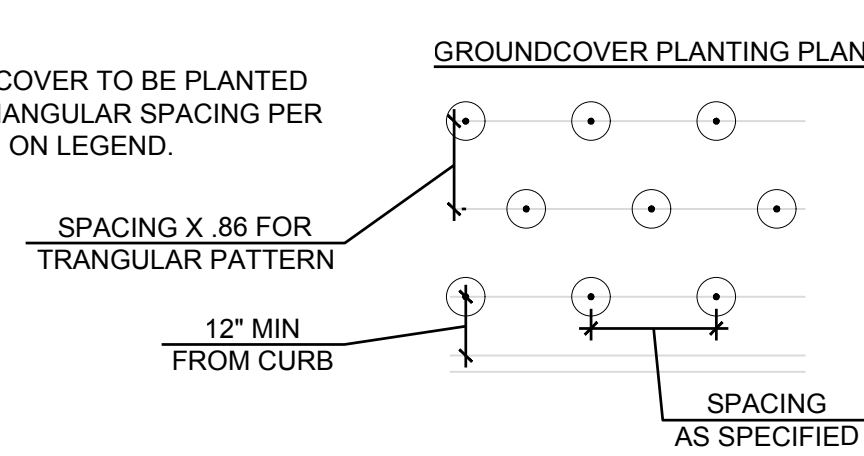 GROUNDCOVER PLANTING PLAN
COVER TO BE PLANTED
IANGULAR SPACING PER
ON LEGEND.
SPACING X .86 FOR
TRANGULAR PATTERN
12" MIN
FROM CURB
SPACING
AS SPECIFIED